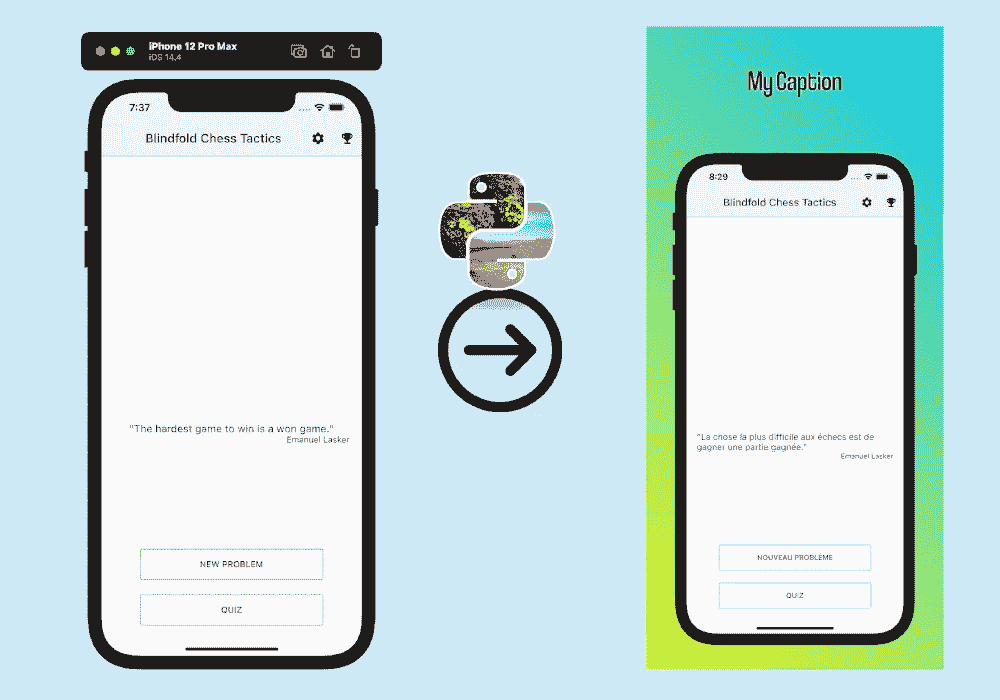 iPhone 12 Pro Max
iOS 14.4
7:37
Blindfold Chess Tactics
"The hardest game to win is a won game."
Emanuel Lasker
NEW PROBLEM
QUIZ
My Caption
8:29
Blindfold Chess Tactics
"La chose la plus difficile aux échecs est de
gagner une partie gagnée."
Emanuel Lasker
NOUVEAU PROBLÈME
QUIZ